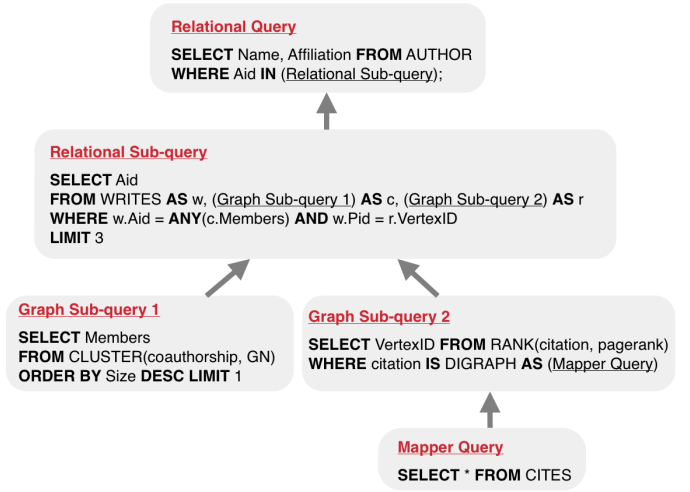 Relational Query
SELECT Name, Affiliation FROM AUTHOR
WHERE Aid IN (Relational Sub-query);
Relational Sub-query
SELECT Aid
FROM WRITES AS w, (Graph Sub-query 1) AS c, (Graph Sub-query 2) AS r
WHERE w.Aid = ANY(c.Members) AND w.Pid = r.VertexID
LIMIT 3
Graph Sub-query 1
SELECT Members
FROM CLUSTER(coauthorship, GN)
ORDER BY Size DESC LIMIT 1
Graph Sub-query 2
SELECT VertexID FROM RANK(citation, pagerank)
WHERE citation IS DIGRAPH AS (Mapper Query)
Mapper Query
SELECT * FROM CITES